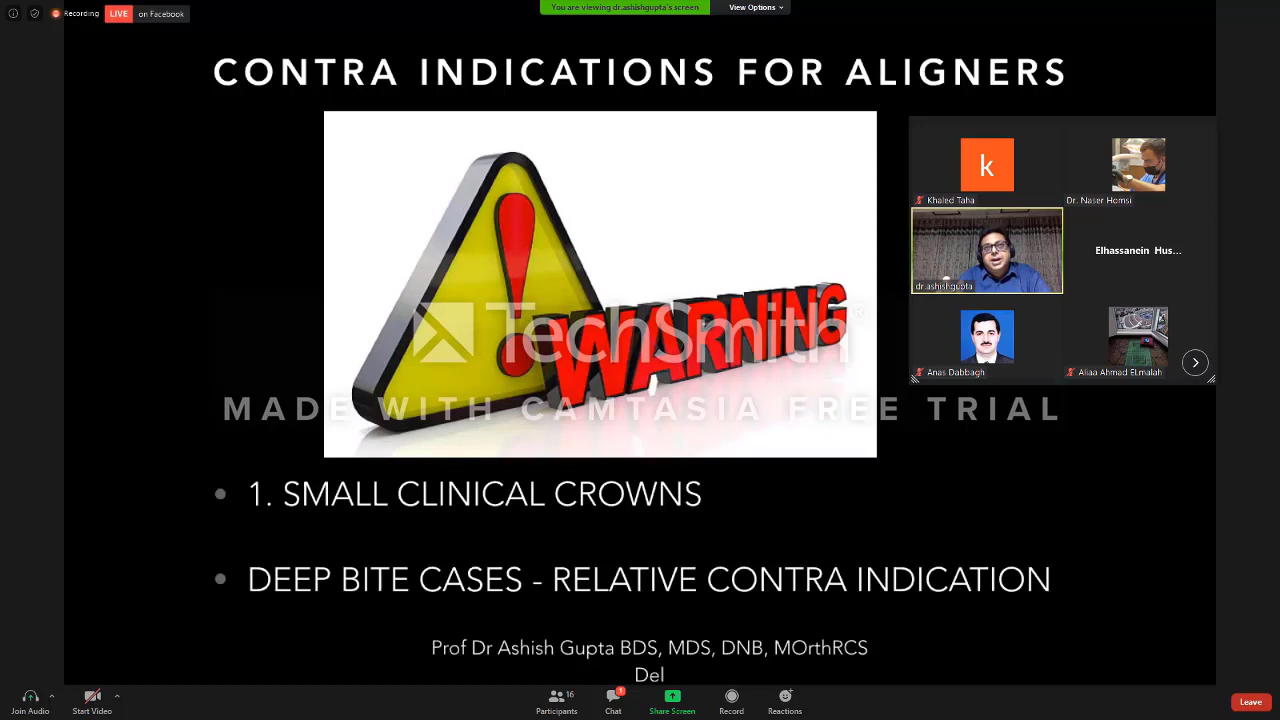 Recording
LIVE
on Facebook
You are viewing dr.ashishgupta's screen
View Options
CONTRA INDICATIONS FOR ALIGNERS
k
Khaled Taha
Dr. Naser Homsi
dr.ashishgupta
Elhassanein Hus...
Anas Dabbagh
Aliaa Ahmad ELmalah
WARNING
TechSmith®
MADE WITH CAMTASIA FREE TRIAL
1. SMALL CLINICAL CROWNS
DEEP BITE CASES - RELATIVE CONTRA INDICATION
Prof Dr Ashish Gupta BDS, MDS, DNB, MOrthRCS
Del
Join Audio
Start Video
16
Participants
1
Chat
Share Screen
Record
Reactions
Leave